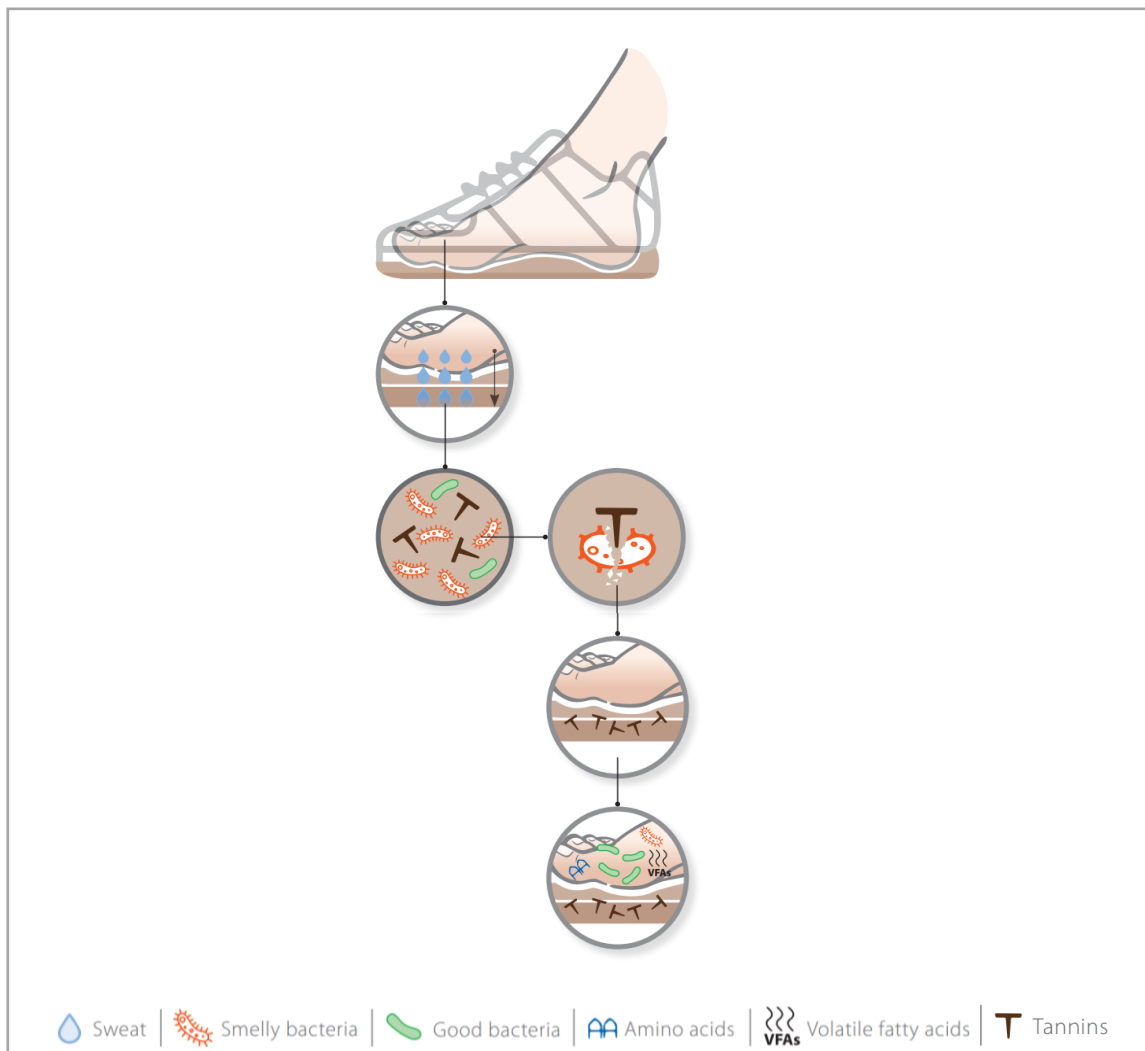 VFAs
Sweat
Smelly bacteria
Good bacteria
Amino acids
VFAs
Volatile fatty acids
Tannins